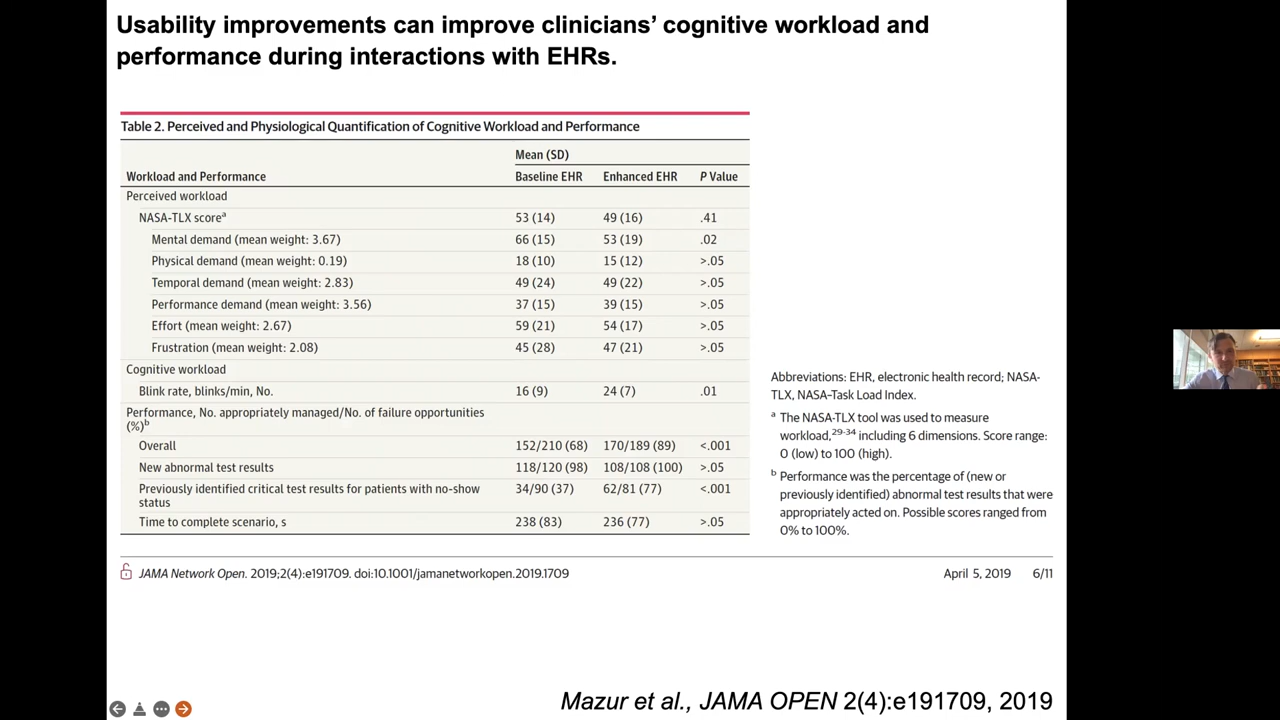 Usability improvements can improve clinicians’ cognitive workload and
performance during interactions with EHRs.
Table 2. Perceived and Physiological Quantification of Cognitive Workload and Performance
Mean (SD)
Workload and Performance Baseline EHR Enhanced EHR P Value
Perceived workload
NASA-TLX scoreᵃ 53 (14) 49 (16) .41
Mental demand (mean weight: 3.67) 66 (15) 53 (19) .02
Physical demand (mean weight: 0.19) 18 (10) 15 (12) >.05
Temporal demand (mean weight: 2.83) 49 (24) 49 (22) >.05
Performance demand (mean weight: 3.56) 37 (15) 39 (15) >.05
Effort (mean weight: 2.67) 59 (21) 54 (17) >.05
Frustration (mean weight: 2.08) 45 (28) 47 (21) >.05
Cognitive workload
Blink rate, blinks/min, No. 16 (9) 24 (7) .01
Performance, No. appropriately managed/No. of failure opportunities
(%)ᵇ
Overall 152/210 (68) 170/189 (89) <.001
New abnormal test results 118/120 (98) 108/108 (100) >.05
Previously identified critical test results for patients with no-show 34/90 (37) 62/81 (77) <.001
status
Time to complete scenario, s 238 (83) 236 (77) >.05
Abbreviations: EHR, electronic health record; NASA-
TLX, NASA-Task Load Index.
ᵃ The NASA-TLX tool was used to measure
workload,²⁹⁻³⁴ including 6 dimensions. Score range:
0 (low) to 100 (high).
ᵇ Performance was the percentage of (new or
previously identified) abnormal test results that were
appropriately acted on. Possible scores ranged from
0% to 100%.
JAMA Network Open. 2019;2(4):e191709. doi:10.1001/jamanetworkopen.2019.1709
April 5, 2019 6/11
Mazur et al., JAMA OPEN 2(4):e191709, 2019